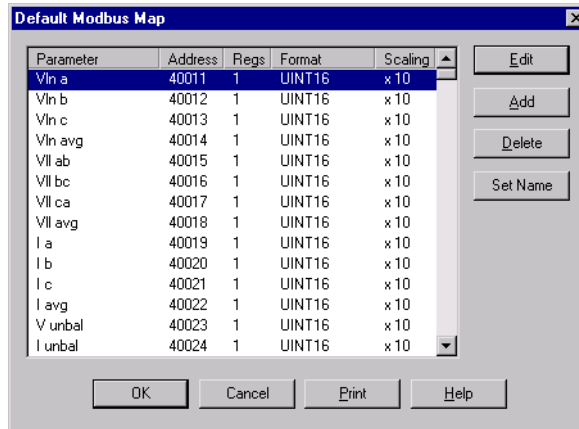 Default Modbus Map
Parameter Address Regs Format Scaling
Vln a 40011 1 UINT16 x 10
Vln b 40012 1 UINT16 x 10
Vln c 40013 1 UINT16 x 10
Vln avg 40014 1 UINT16 x 10
Vll ab 40015 1 UINT16 x 10
Vll bc 40016 1 UINT16 x 10
Vll ca 40017 1 UINT16 x 10
Vll avg 40018 1 UINT16 x 10
I a 40019 1 UINT16 x 10
I b 40020 1 UINT16 x 10
I c 40021 1 UINT16 x 10
I avg 40022 1 UINT16 x 10
V unbal 40023 1 UINT16 x 10
I unbal 40024 1 UINT16 x 10
Edit
Add
Delete
Set Name
OK Cancel Print Help